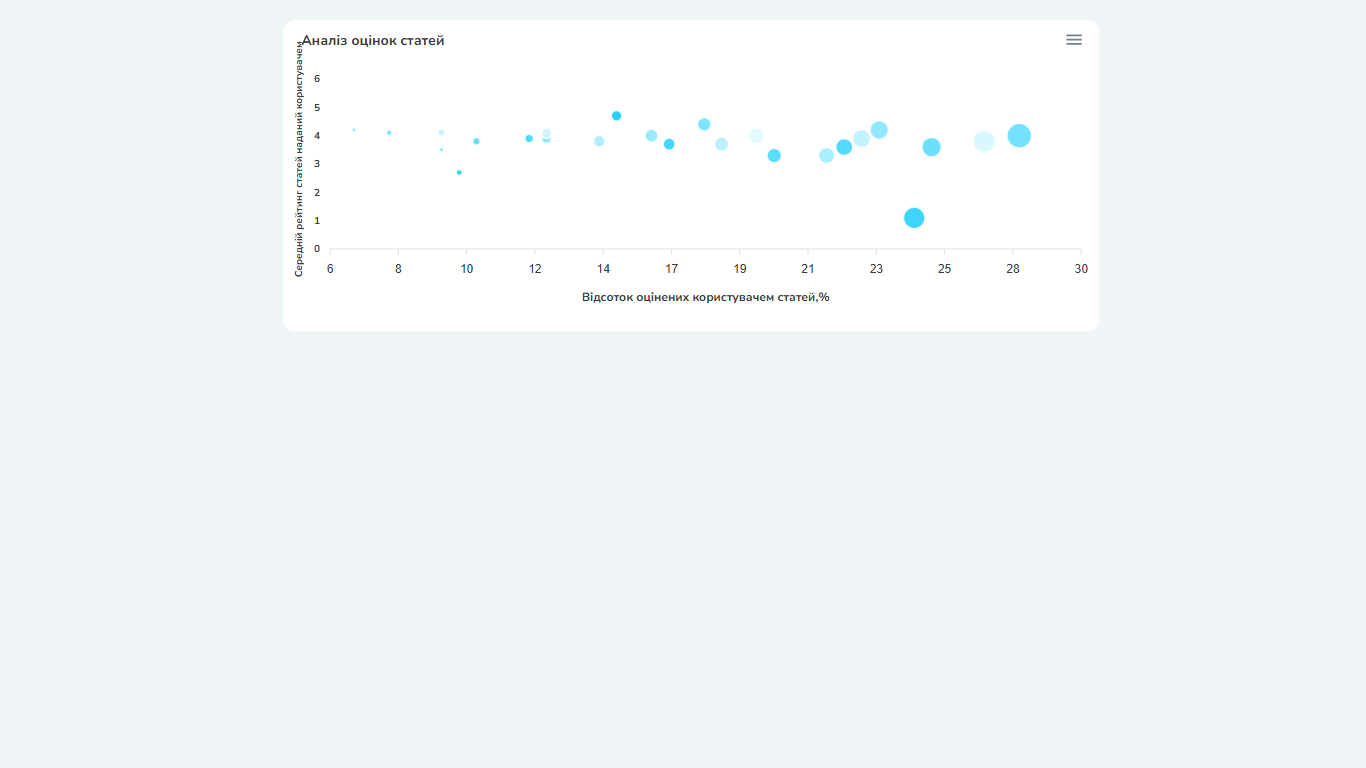 Аналіз оцінок статей
Середній рейтинг статей наданий користувачем
6
5
4
3
2
1
0
6 8 10 12 14 17 19 21 23 25 28 30
Відсоток оцінених користувачем статей,%